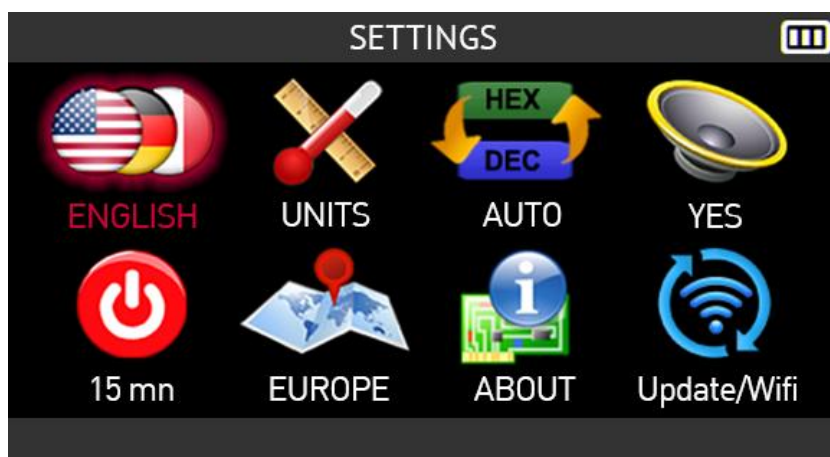 SETTINGS
HEX
DEC
ENGLISH UNITS AUTO YES
15 mn EUROPE ABOUT Update/Wifi